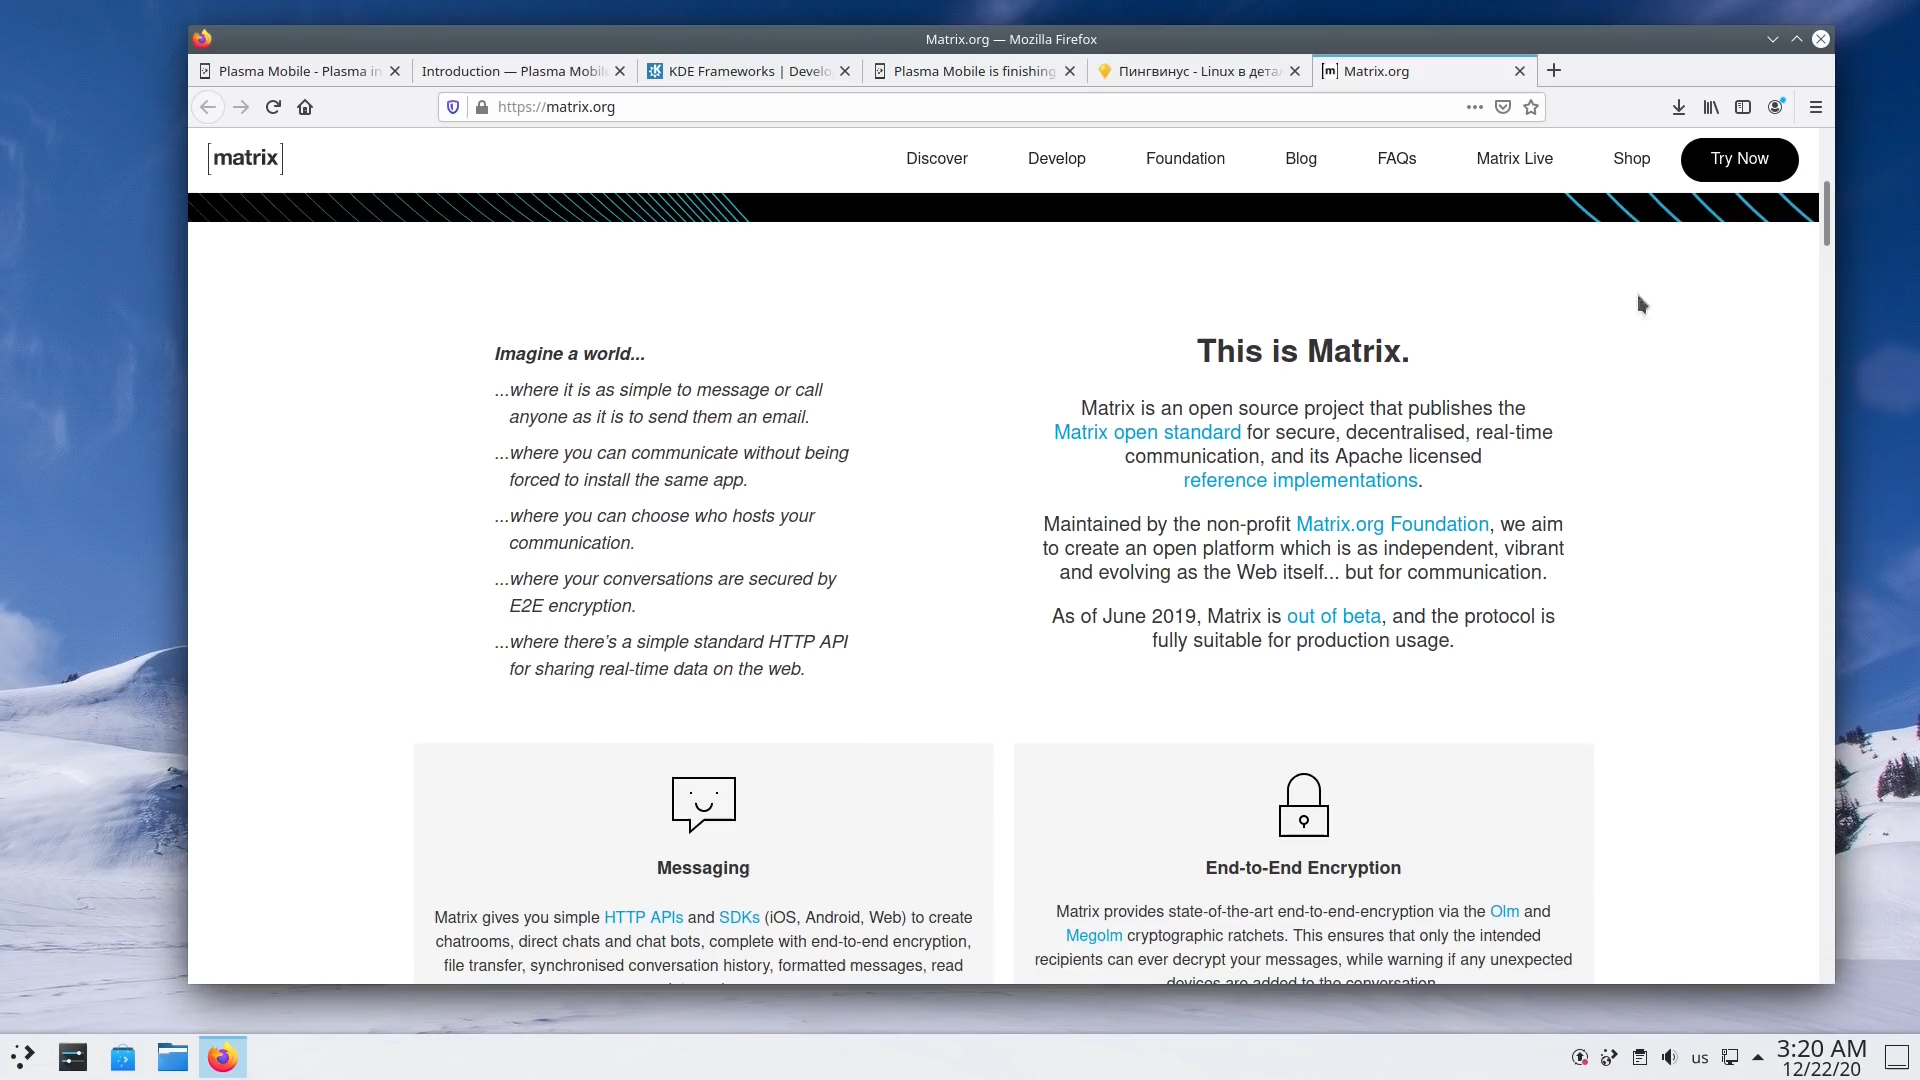 Matrix.org — Mozilla Firefox
Plasma Mobile - Plasma in
Introduction — Plasma Mobile
KDE Frameworks | Develo
Plasma Mobile is finishing
Пингвинус - Linux в дета
[m] Matrix.org
https://matrix.org
[matrix]
Discover
Develop
Foundation
Blog
FAQs
Matrix Live
Shop
Try Now
Imagine a world...
...where it is as simple to message or call
anyone as it is to send them an email.
...where you can communicate without being
forced to install the same app.
...where you can choose who hosts your
communication.
...where your conversations are secured by
E2E encryption.
...where there’s a simple standard HTTP API
for sharing real-time data on the web.
This is Matrix.
Matrix is an open source project that publishes the
Matrix open standard for secure, decentralised, real-time
communication, and its Apache licensed
reference implementations.
Maintained by the non-profit Matrix.org Foundation, we aim
to create an open platform which is as independent, vibrant
and evolving as the Web itself... but for communication.
As of June 2019, Matrix is out of beta, and the protocol is
fully suitable for production usage.
Messaging
Matrix gives you simple HTTP APIs and SDKs (iOS, Android, Web) to create
chatrooms, direct chats and chat bots, complete with end-to-end encryption,
file transfer, synchronised conversation history, formatted messages, read
End-to-End Encryption
Matrix provides state-of-the-art end-to-end-encryption via the Olm and
Megolm cryptographic ratchets. This ensures that only the intended
recipients can ever decrypt your messages, while warning if any unexpected
devices are added to the conversation.
us
3:20 AM
12/22/20